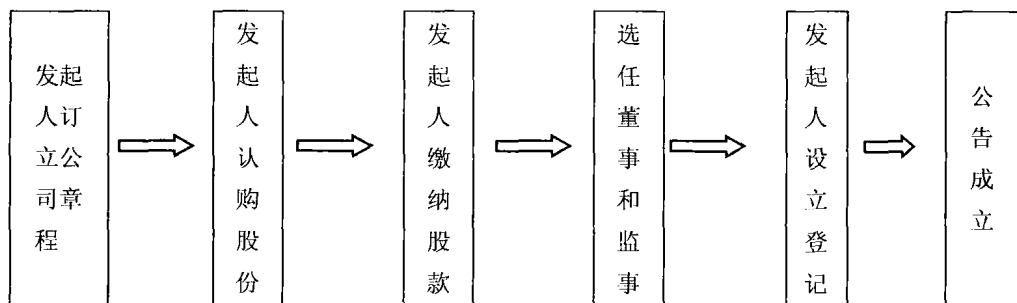 发起人订立公司章程
发起人认购股份
发起人缴纳股款
选任董事和监事
发起人设立登记
公告成立